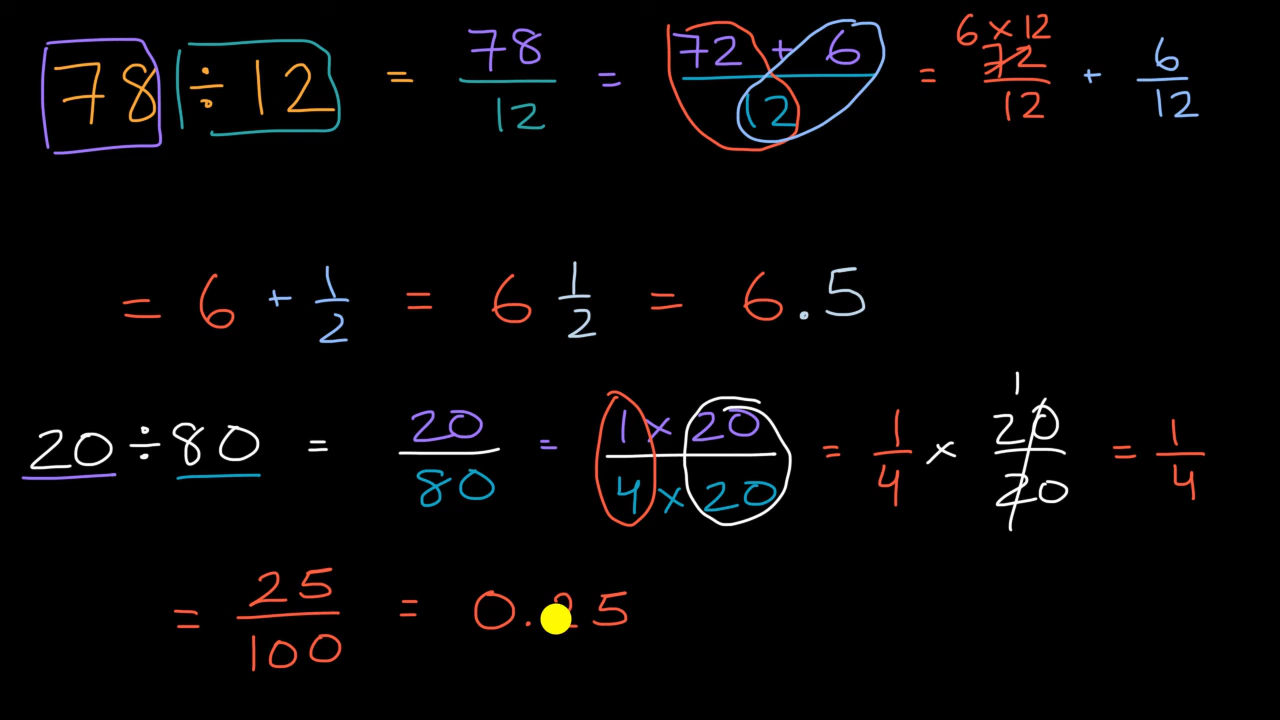 78 ÷ 12 = 78/12 = (72 + 6)/12 = (6 × 12) 72/12 + 6/12
= 6 + 1/2 = 6 1/2 = 6.5
20 ÷ 80 = 20/80 = (1 × 20)/(4 × 20) = 1/4 × 1 20/20 = 1/4
= 25/100 = 0.25